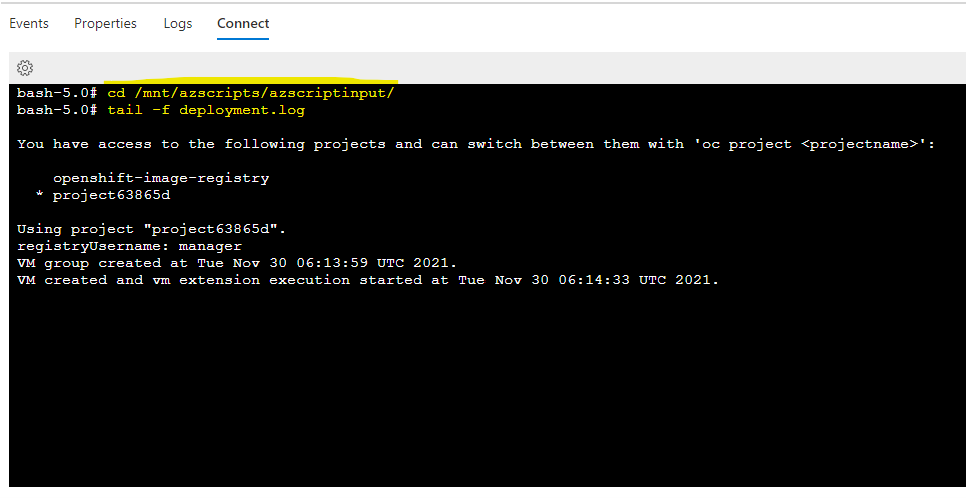 Events Properties Logs Connect
bash-5.0# cd /mnt/azscripts/azscriptinput/
bash-5.0# tail -f deployment.log
You have access to the following projects and can switch between them with 'oc project <projectname>':
openshift-image-registry
* project63865d
Using project "project63865d".
registryUsername: manager
VM group created at Tue Nov 30 06:13:59 UTC 2021.
VM created and vm extension execution started at Tue Nov 30 06:14:33 UTC 2021.